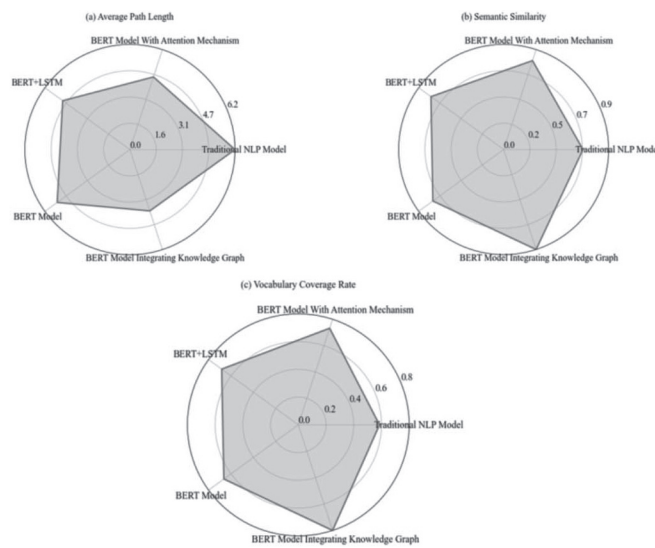 (a) Average Path Length
BERT Model With Attention Mechanism
BERT+LSTM
6.2
4.7
3.1
1.6
0.0
Traditional NLP Model
BERT Model
BERT Model Integrating Knowledge Graph
(b) Semantic Similarity
BERT Model With Attention Mechanism
BERT+LSTM
0.9
0.7
0.5
0.2
0.0
Traditional NLP Mode
BERT Model
BERT Model Integrating Knowledge Graph
(c) Vocabulary Coverage Rate
BERT Model With Attention Mechanism
BERT+LSTM
0.8
0.6
0.4
0.2
0.0
Traditional NLP Model
BERT Model
BERT Model Integrating Knowledge Graph